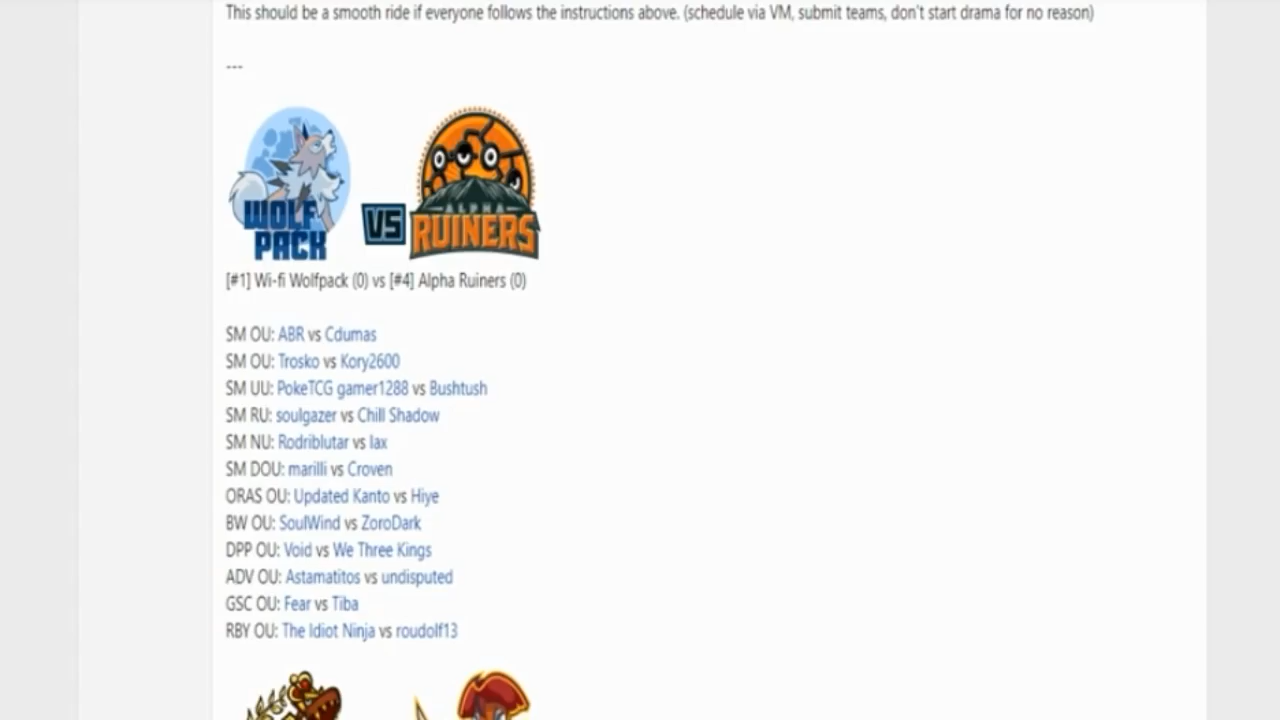 This should be a smooth ride if everyone follows the instructions above. (schedule via VM, submit teams, don't start drama for no reason)
---
WOLF
PACK
VS
ALPHA
RUINERS
[#1] Wi-fi Wolfpack (0) vs [#4] Alpha Ruiners (0)
SM OU: ABR vs Cdumas
SM OU: Trosko vs Kory2600
SM UU: PokeTCG gamer1288 vs Bushtush
SM RU: soulgazer vs Chill Shadow
SM NU: Rodriblutar vs lax
SM DOU: marilli vs Croven
ORAS OU: Updated Kanto vs Hiye
BW OU: SoulWind vs ZoroDark
DPP OU: Void vs We Three Kings
ADV OU: Astamatitos vs undisputed
GSC OU: Fear vs Tiba
RBY OU: The Idiot Ninja vs roudolf13